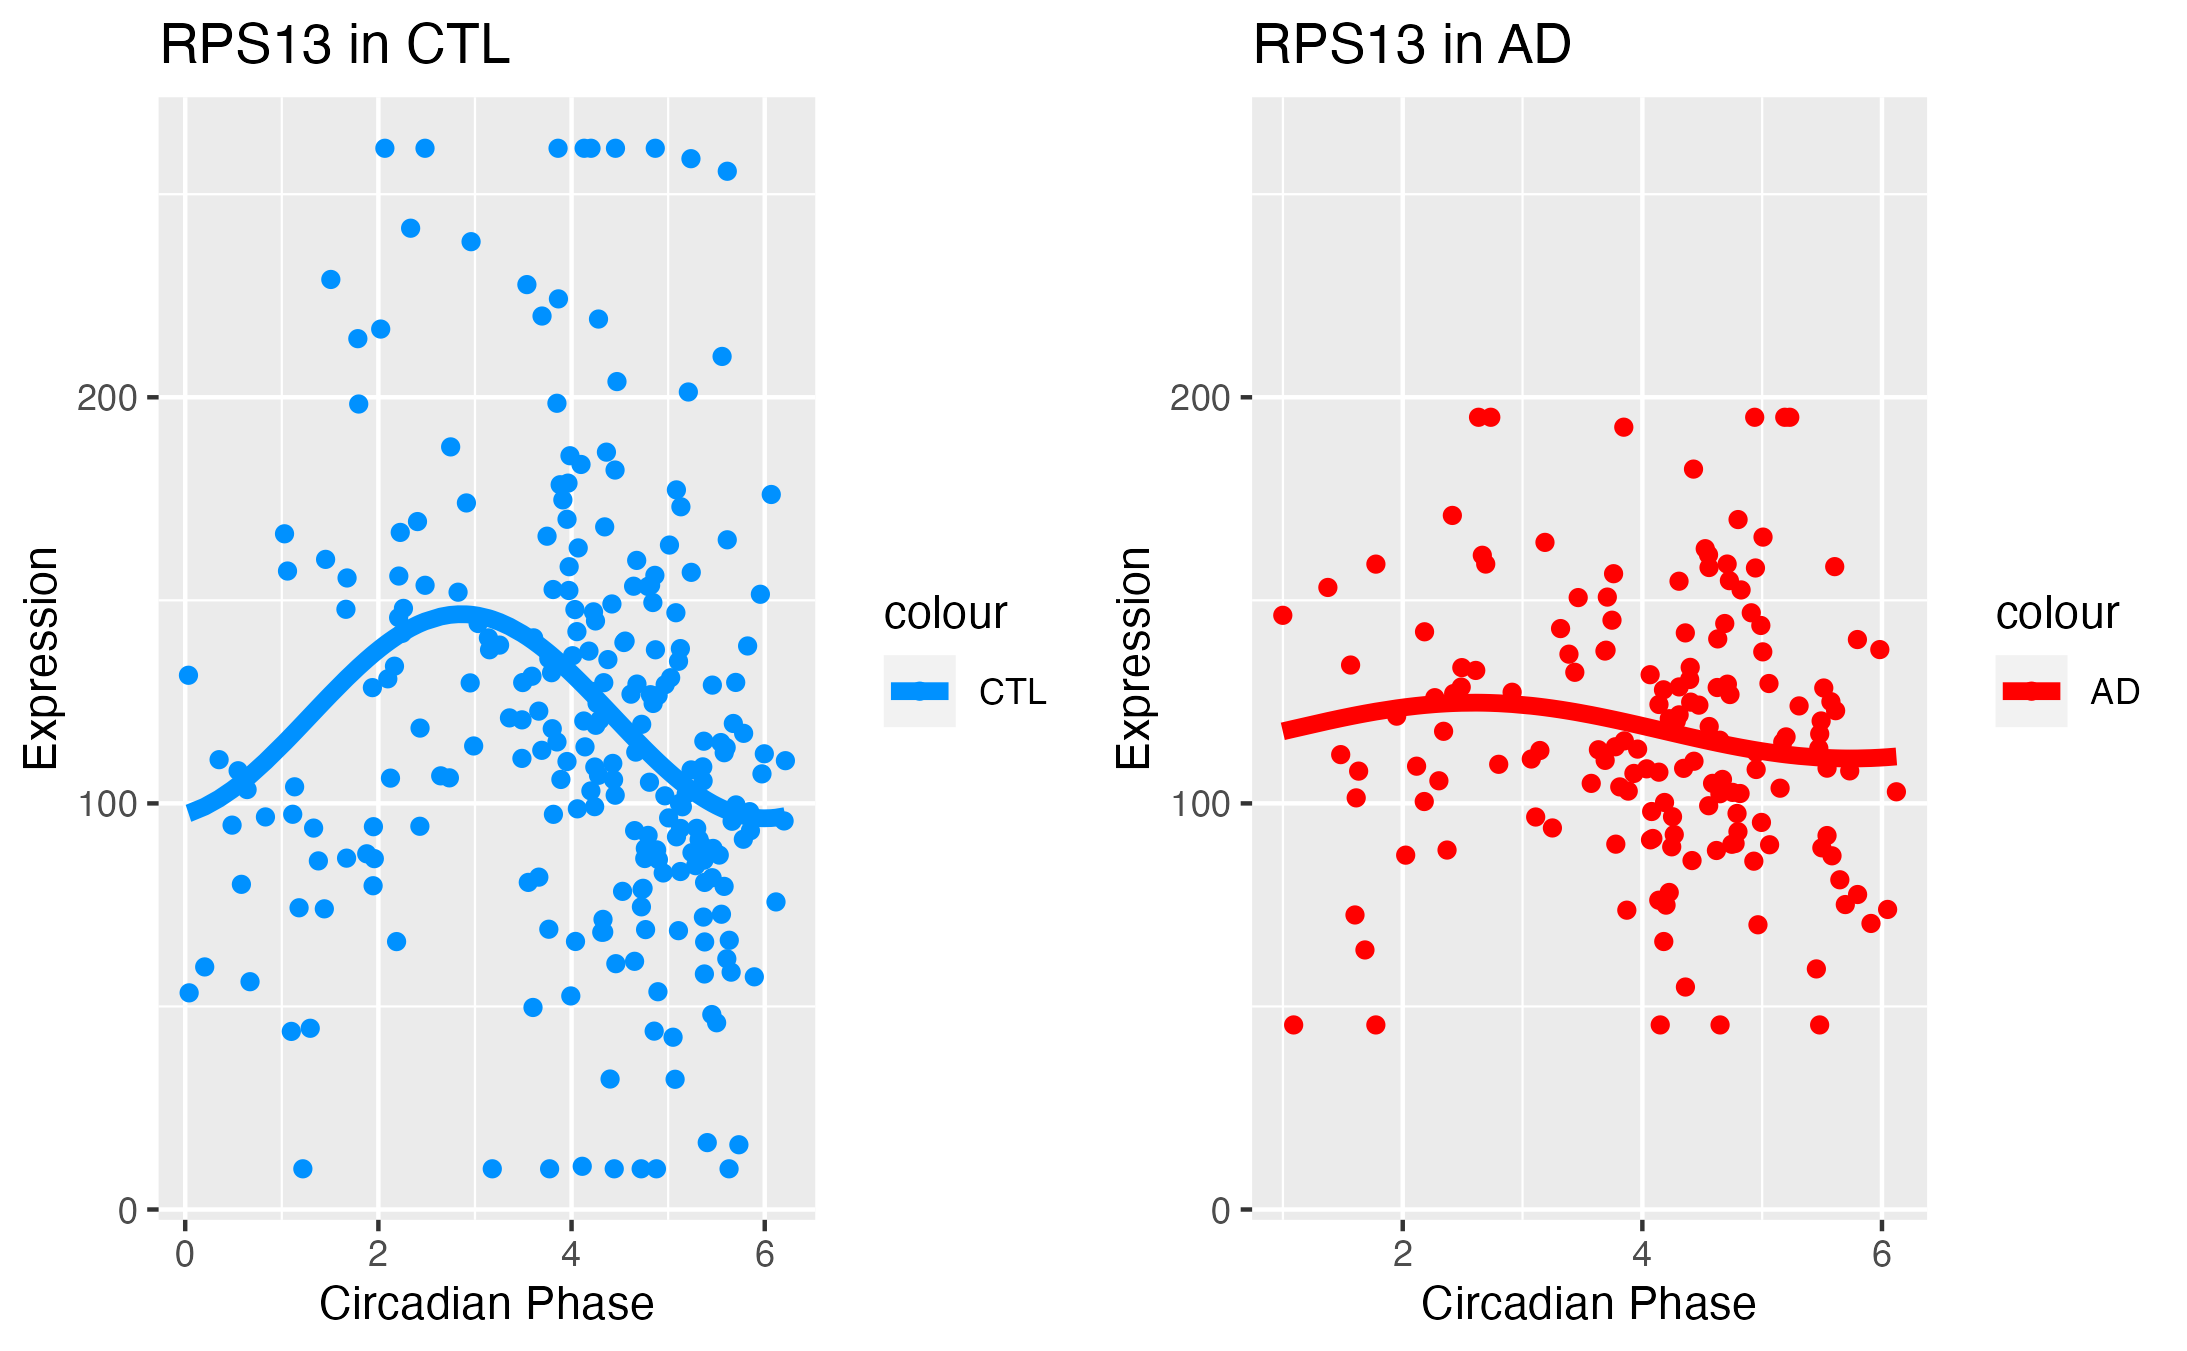 RPS13 in CTL
Expression
200
100
0
0 2 4 6
Circadian Phase
colour
CTL
RPS13 in AD
Expression
200
100
0
2 4 6
Circadian Phase
colour
AD